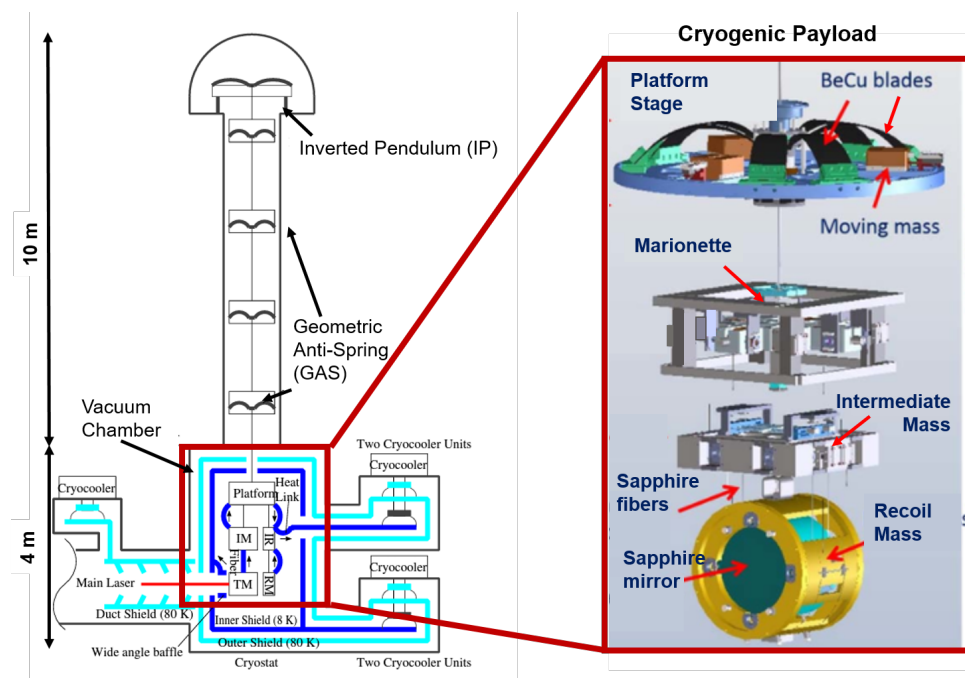 Cryogenic Payload
Platform
Stage
BeCu blades
Moving mass
Marionette
Intermediate
Mass
Sapphire
fibers
Recoil
Mass
Sapphire
mirror
10 m
4 m
Inverted Pendulum (IP)
Geometric
Anti-Spring
(GAS)
Vacuum
Chamber
Two Cryocooler Units
Cryocooler
Cryocooler
Heat
Link
Platform
IM
IR
Fiber
TM
RM
Main Laser
Duct Shield (80 K)
Inner Shield (8 K)
Cryocooler
Wide angle baffle
Outer Shield (80 K)
Cryostat
Two Cryocooler Units